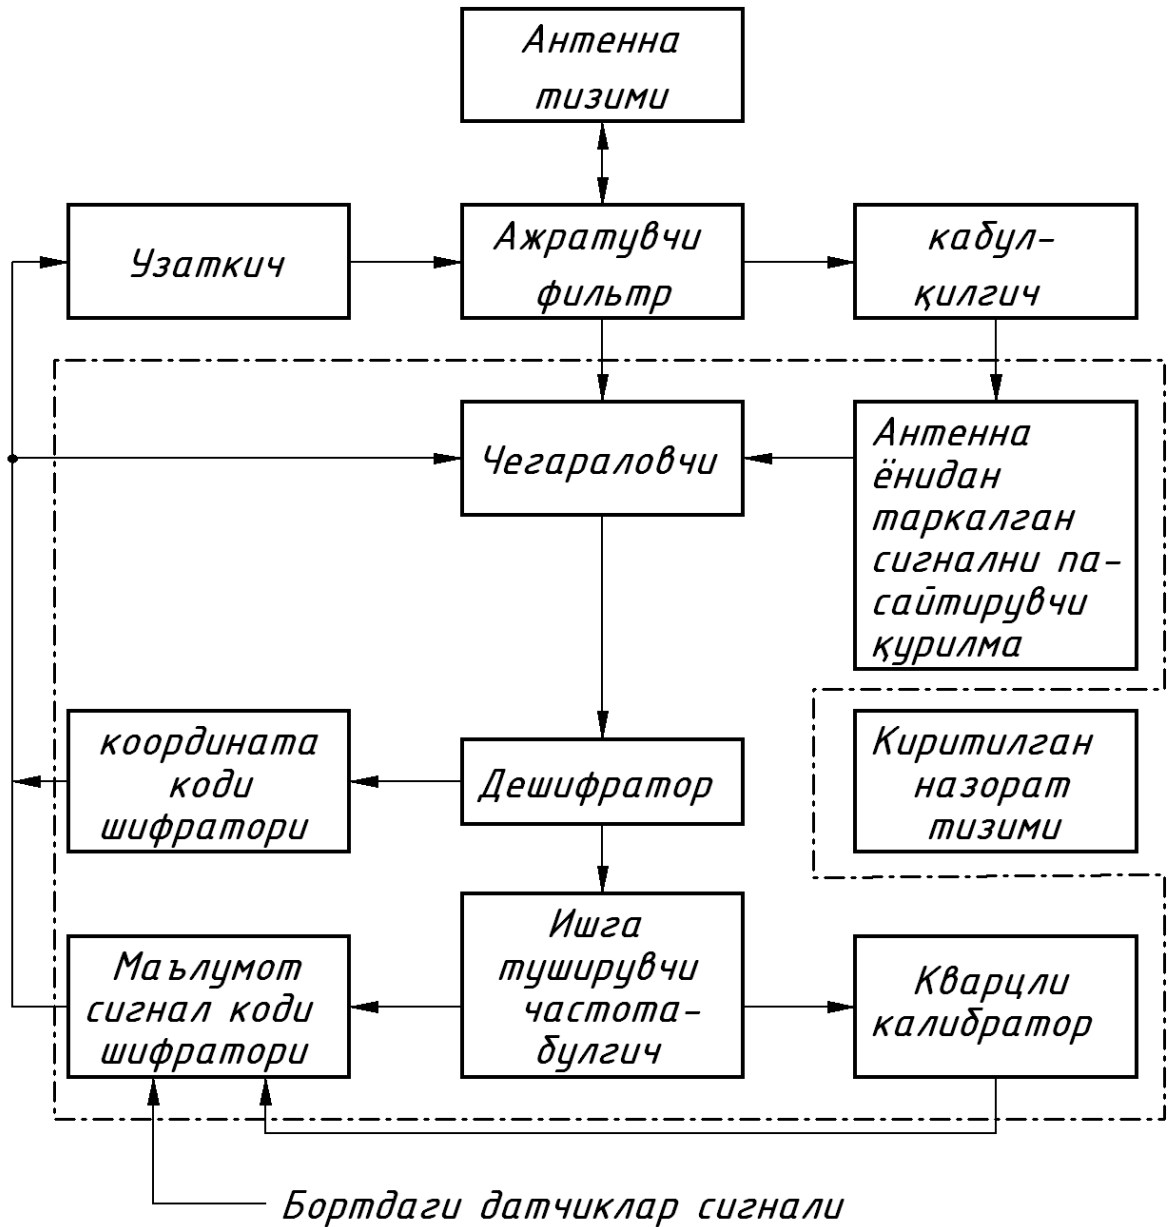 Антенна
тизими
Узаткич
Ажратувчи
фильтр
кабул-
қилгич
Чегараловчи
Антенна
ёнидан
таркалган
сигнални па-
сайтирувчи
қурилма
координата
коди
шифратори
Дешифратор
Киритилган
назорат
тизими
Маълумот
сигнал коди
шифратори
Ишга
туширувчи
частота-
булгич
Кварцли
калибратор
Бортдаги датчиклар сигнали